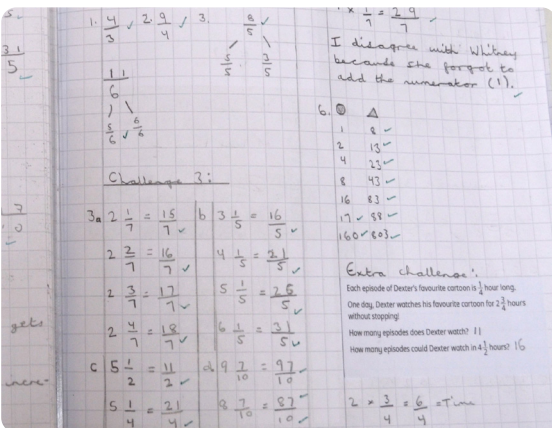 5.
31
5
7
0
gets
incre-
1. 4/3 2. 9/4 3. 8/5
5/5 3/5
11/6
5/6 6/6
Challenge 3:
3a 2 1/7 = 15/7
2 2/7 = 16/7
2 3/7 = 17/7
2 4/7 = 18/7
b 3 1/5 = 16/5
4 1/5 = 21/5
5 1/5 = 26/5
6 1/5 = 31/5
c 5 1/2 = 11/2
5 1/4 = 21/4
d 9 7/10 = 97/10
8 7/10 = 87/10
1/7 = 29/7
I disagree with Whitney
because she forgot to
add the numerator (1).
6.
1 8
2 13
4 23
8 43
16 83
17 88
160 803
Extra challenge:
Each episode of Dexter's favourite cartoon is 1/4 hour long.
One day, Dexter watches his favourite cartoon for 2 3/4 hours
without stopping!
How many episodes does Dexter watch? 11
How many episodes could Dexter watch in 4 1/2 hours? 16
2 × 3/4 = 6/4 = Time